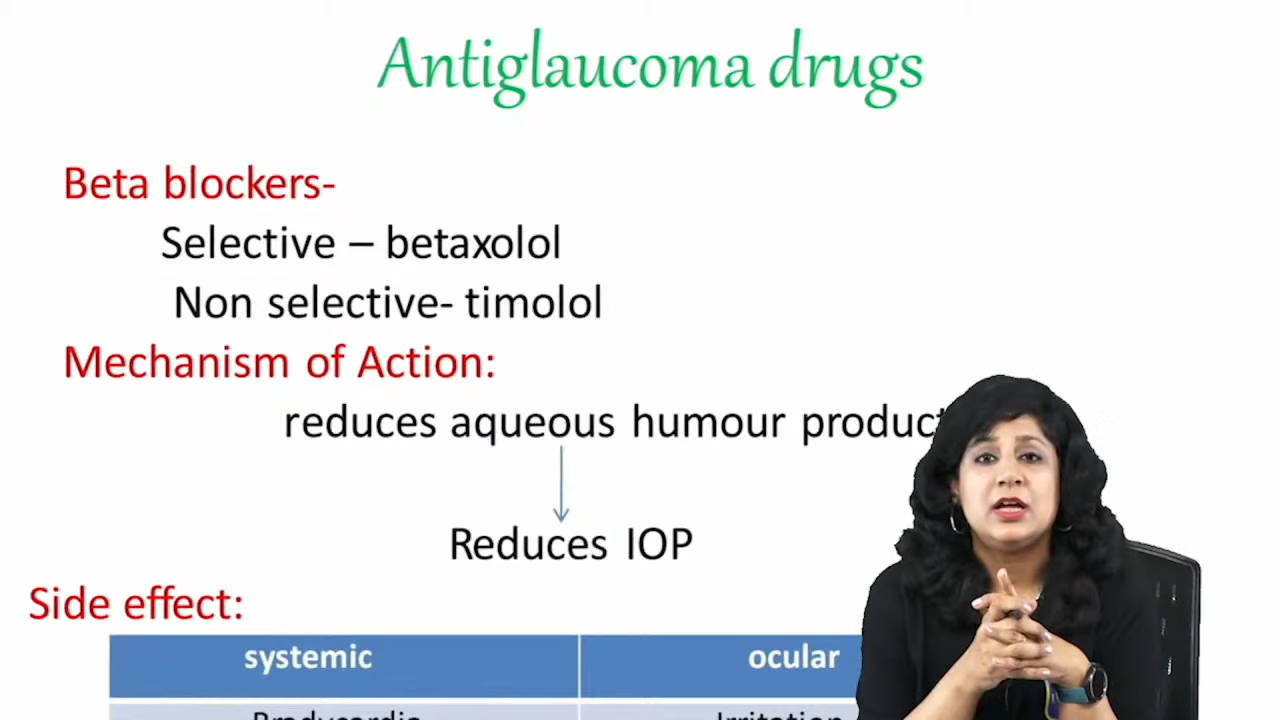 Antiglaucoma drugs
Beta blockers-
Selective – betaxolol
Non selective- timolol
Mechanism of Action:
reduces aqueous humour
Reduces IOP
Side effect:
systemic ocular
Bradycardia Irritation